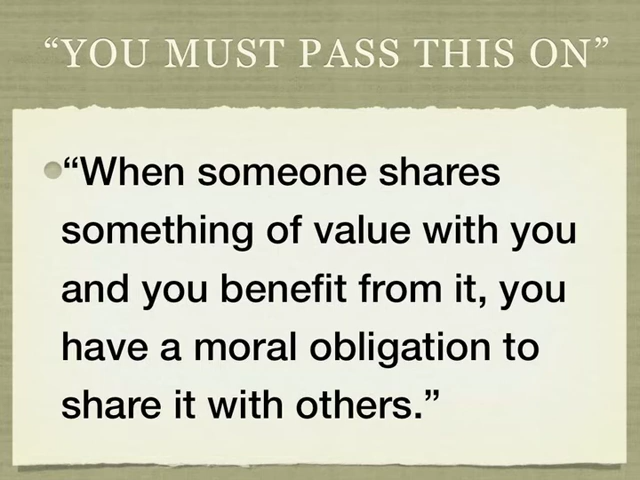 “YOU MUST PASS THIS ON”
“When someone shares
something of value with you
and you benefit from it, you
have a moral obligation to
share it with others.”